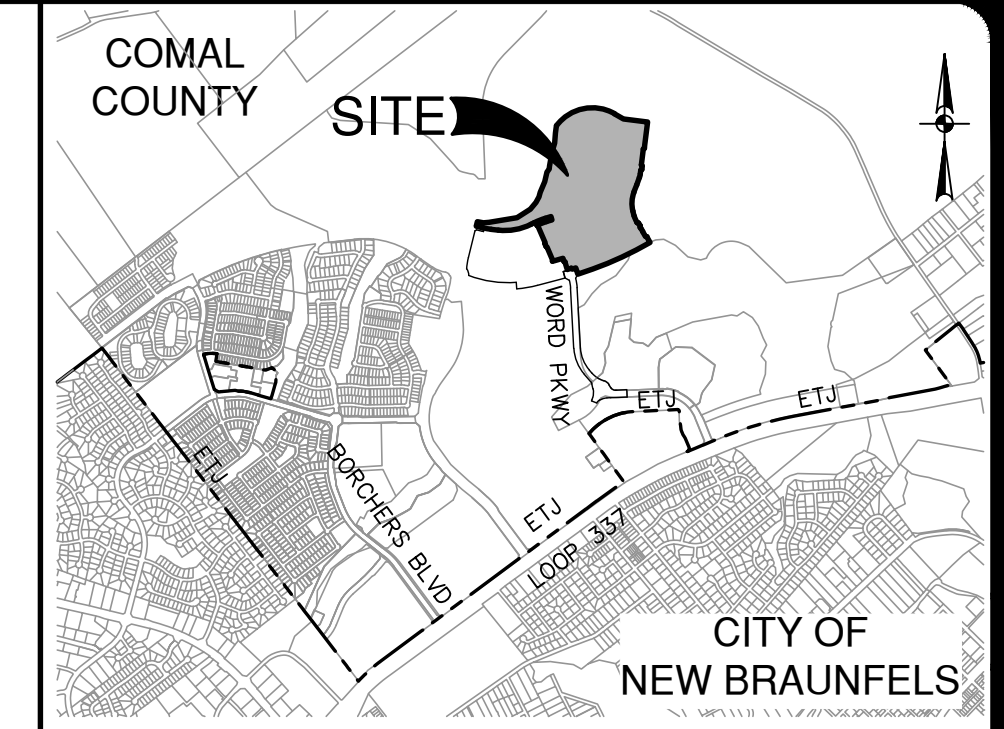 COMAL
COUNTY
SITE
WORD PKWY
ETJ
ETJ
ETJ
BORCHERS BLVD
ETJ
LOOP 337
CITY OF
NEW BRAUNFELS